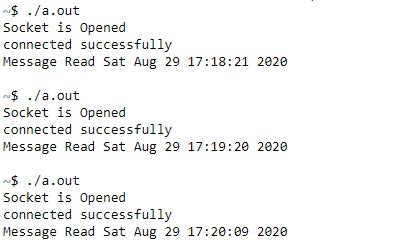 ~$ ./a.out
Socket is Opened
connected successfully
Message Read Sat Aug 29 17:18:21 2020
~$ ./a.out
Socket is Opened
connected successfully
Message Read Sat Aug 29 17:19:20 2020
~$ ./a.out
Socket is Opened
connected successfully
Message Read Sat Aug 29 17:20:09 2020